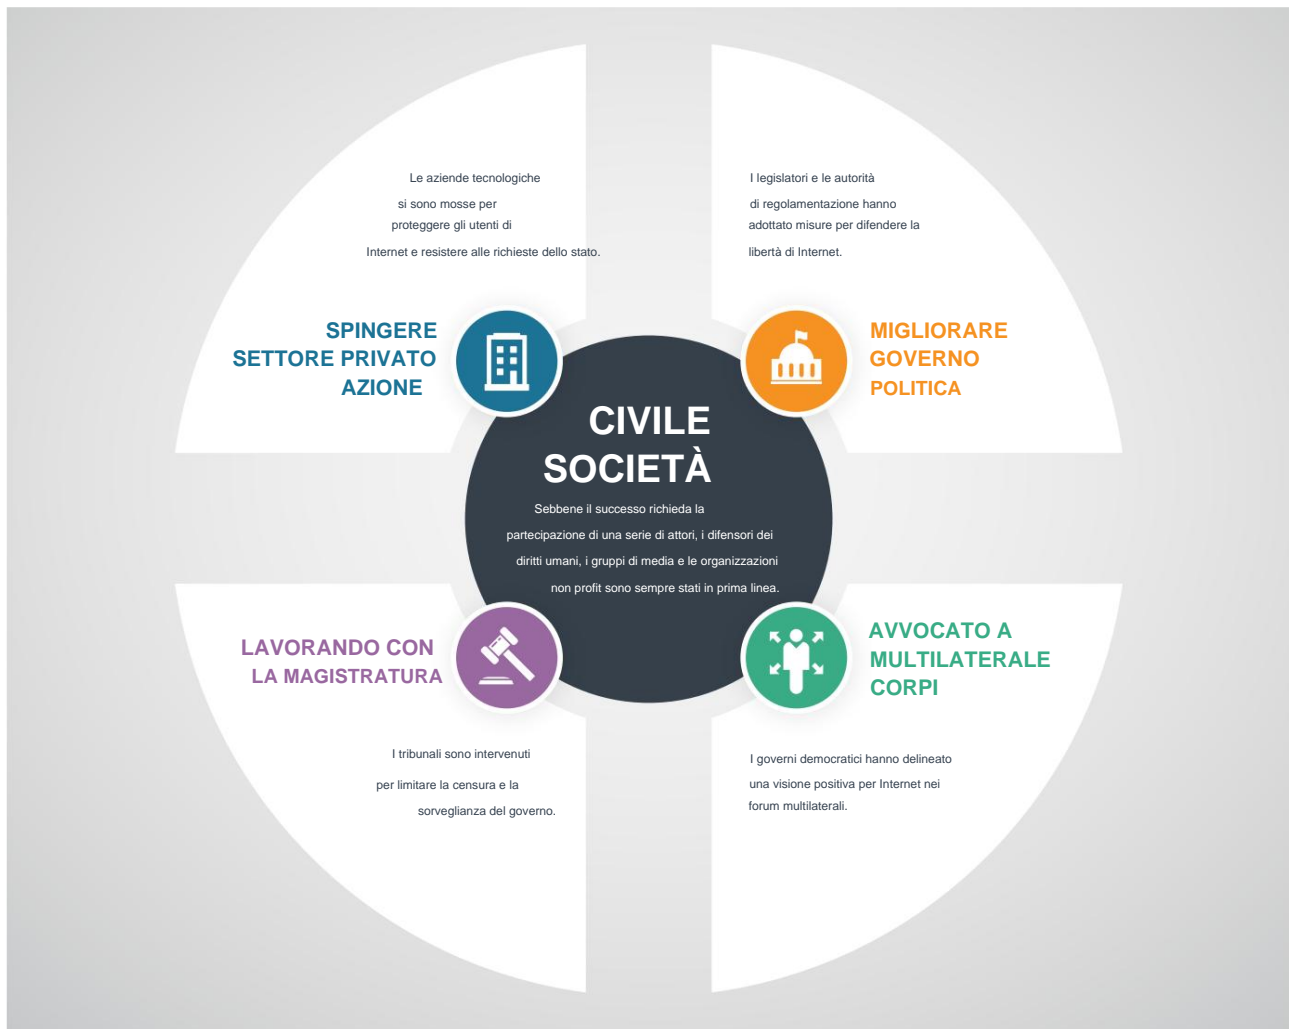 Le aziende tecnologiche
si sono mosse per
proteggere gli utenti di
Internet e resistere alle richieste dello stato.
SPINGERE
SETTORE PRIVATO
AZIONE
I legislatori e le autorità
di regolamentazione hanno
adottato misure per difendere la
libertà di Internet.
MIGLIORARE
GOVERNO
POLITICA
CIVILE
SOCIETÀ
Sebbene il successo richieda la
partecipazione di una serie di attori, i difensori dei
diritti umani, i gruppi di media e le organizzazioni
non profit sono sempre stati in prima linea.
LAVORANDO CON
LA MAGISTRATURA
I tribunali sono intervenuti
per limitare la censura e la
sorveglianza del governo.
AVVOCATO A
MULTILATERALE
CORPI
I governi democratici hanno delineato
una visione positiva per Internet nei
forum multilaterali.